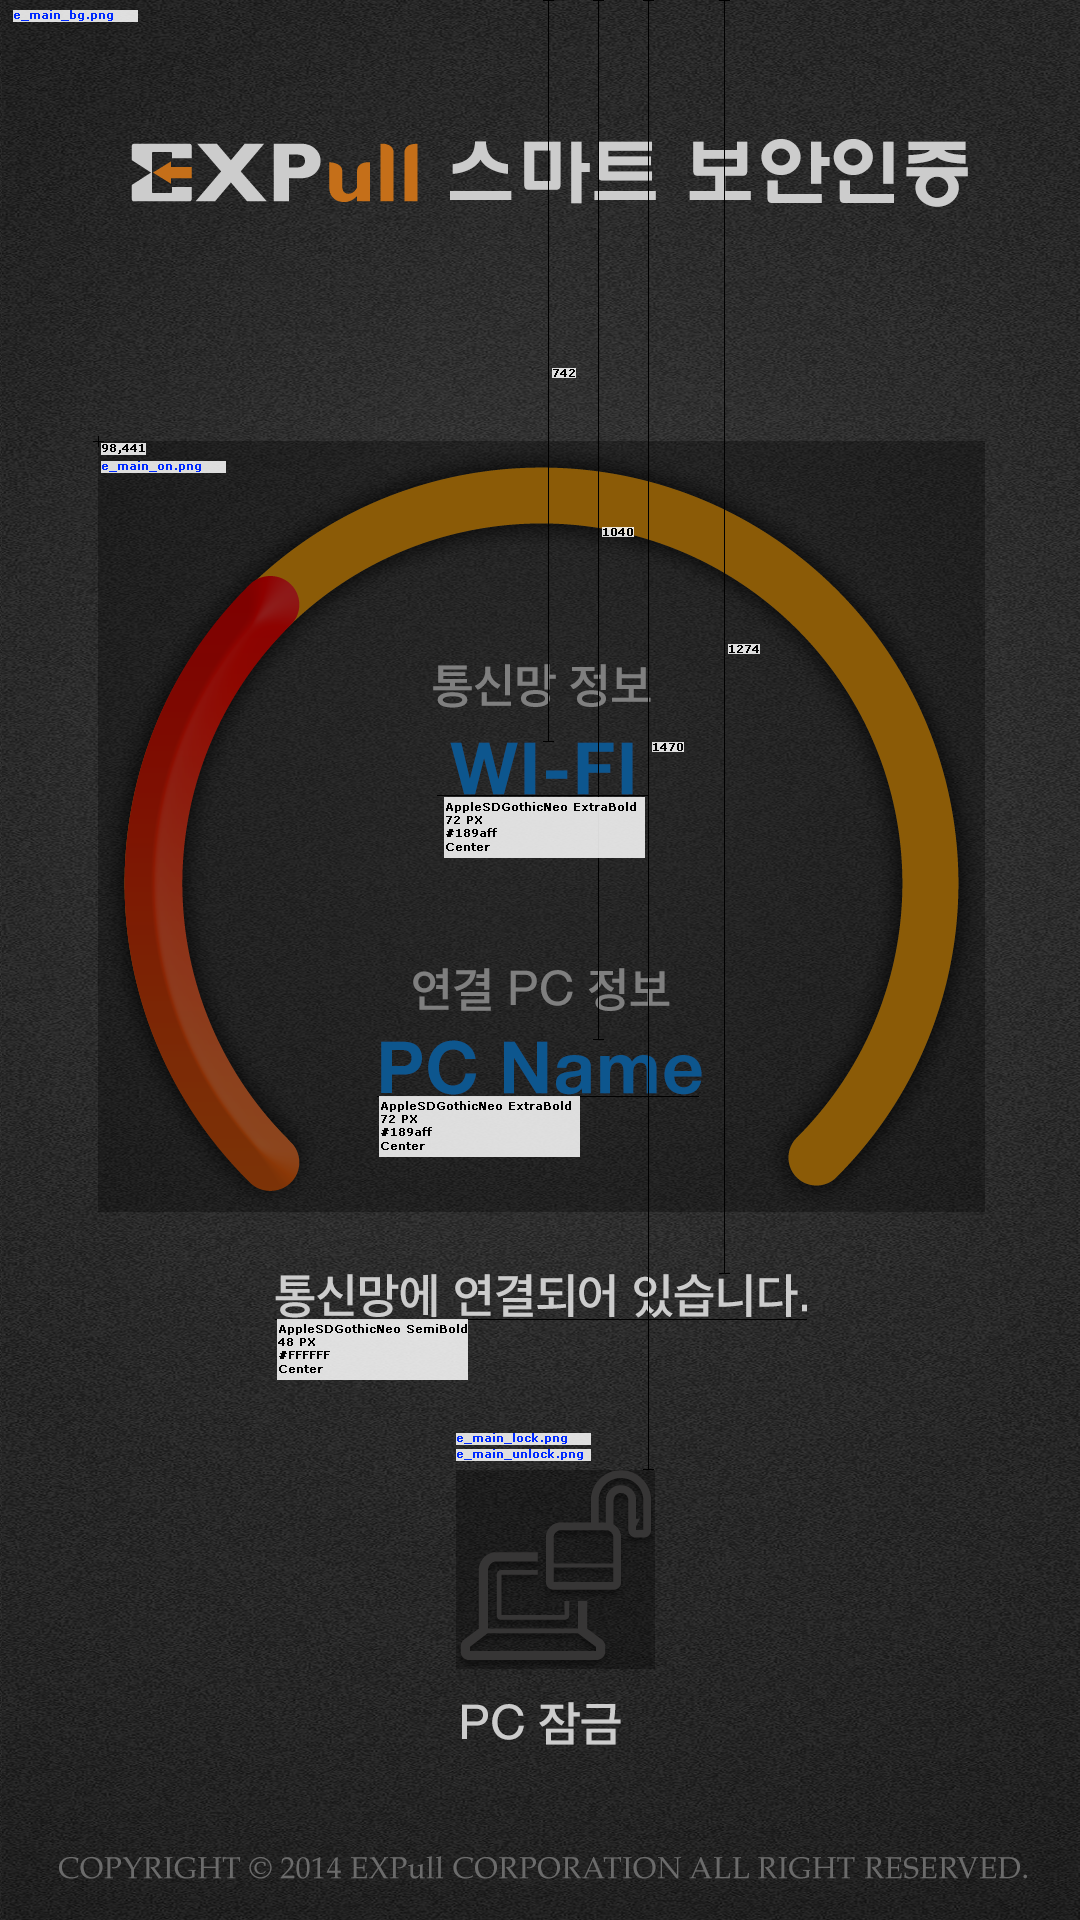 e_main_bg.png
EXPull 스마트 보안인증
742
98,441
e_main_on.png
1040
1274
통신망 정보
WI-FI
1470
AppleSDGothicNeo ExtraBold
72 PX
#189aff
Center
연결 PC 정보
PC Name
AppleSDGothicNeo ExtraBold
72 PX
#189aff
Center
통신망에 연결되어 있습니다.
AppleSDGothicNeo SemiBold
48 PX
#FFFFFF
Center
e_main_lock.png
e_main_unlock.png
PC 잠금
COPYRIGHT © 2014 EXPull CORPORATION ALL RIGHT RESERVED.